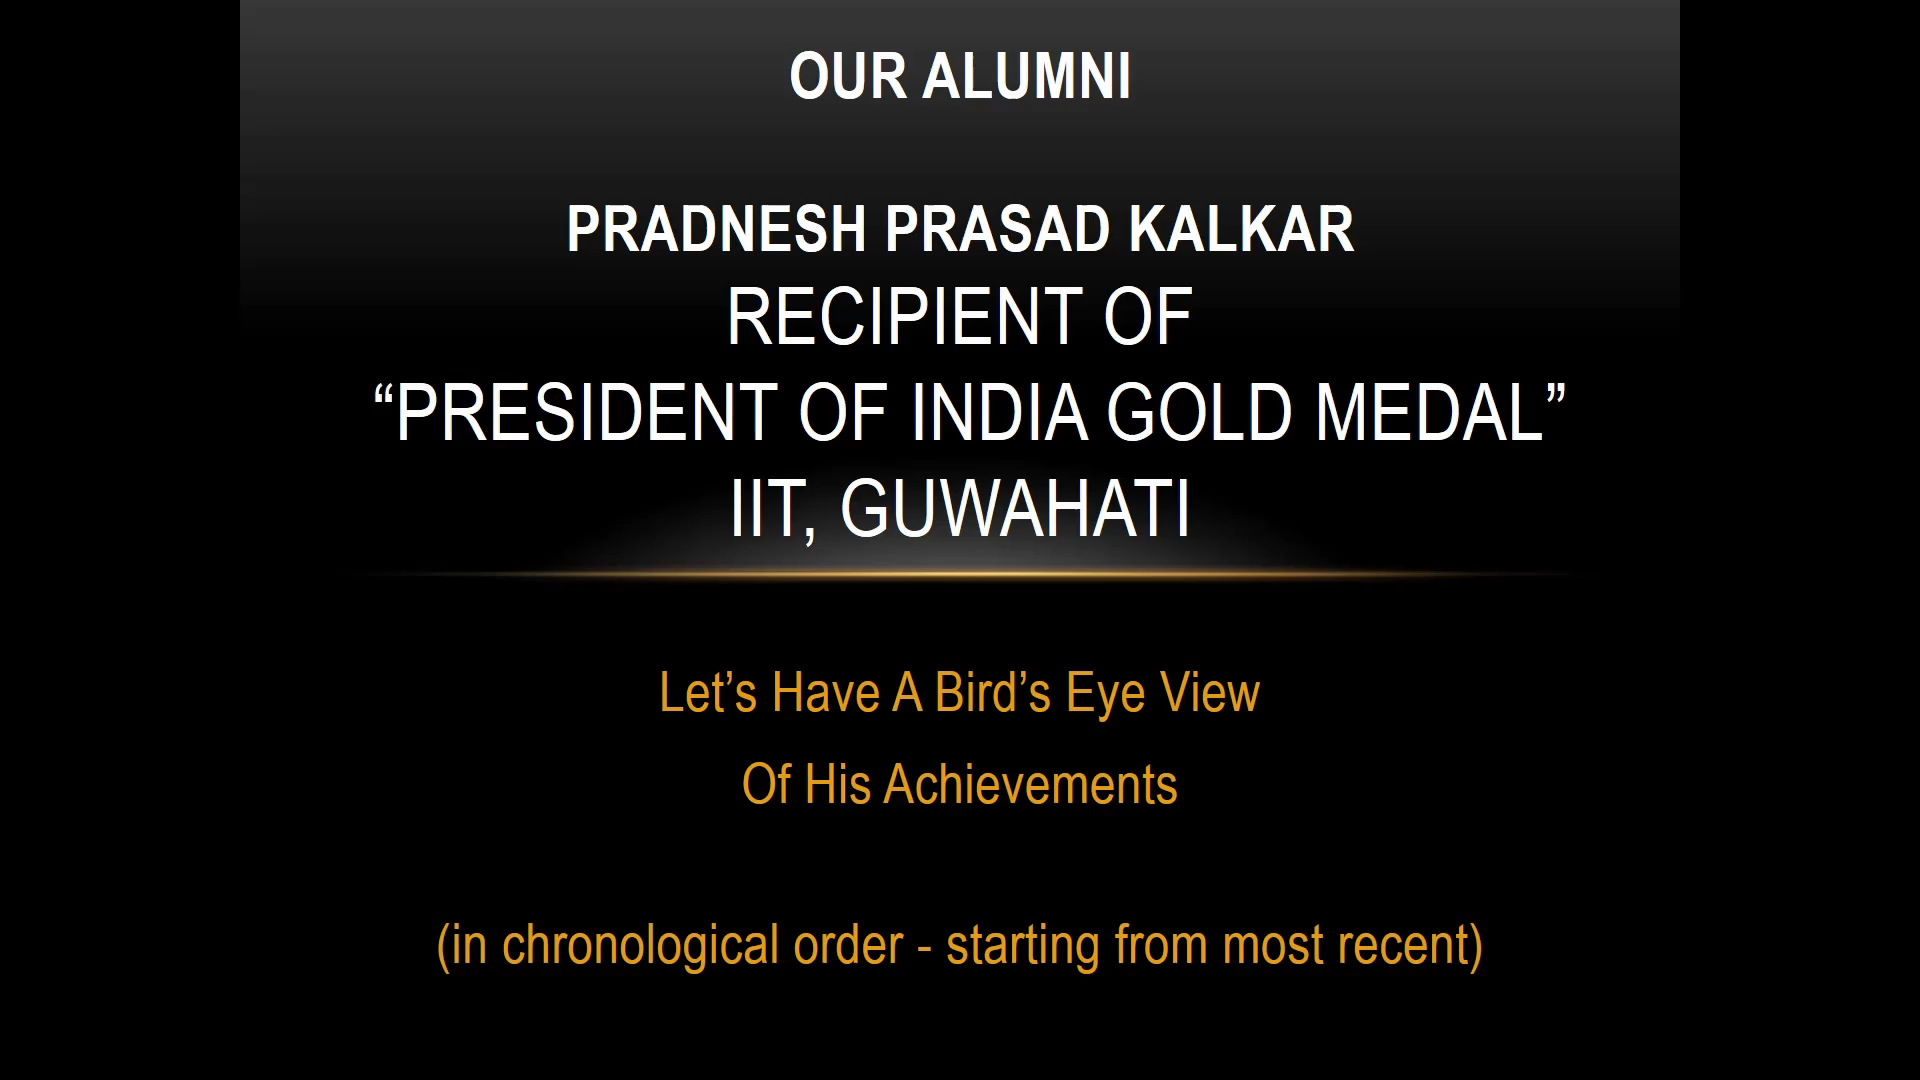 OUR ALUMNI
PRADNESH PRASAD KALKAR
RECIPIENT OF
“PRESIDENT OF INDIA GOLD MEDAL”
IIT, GUWAHATI
Let’s Have A Bird’s Eye View
Of His Achievements
(in chronological order - starting from most recent)